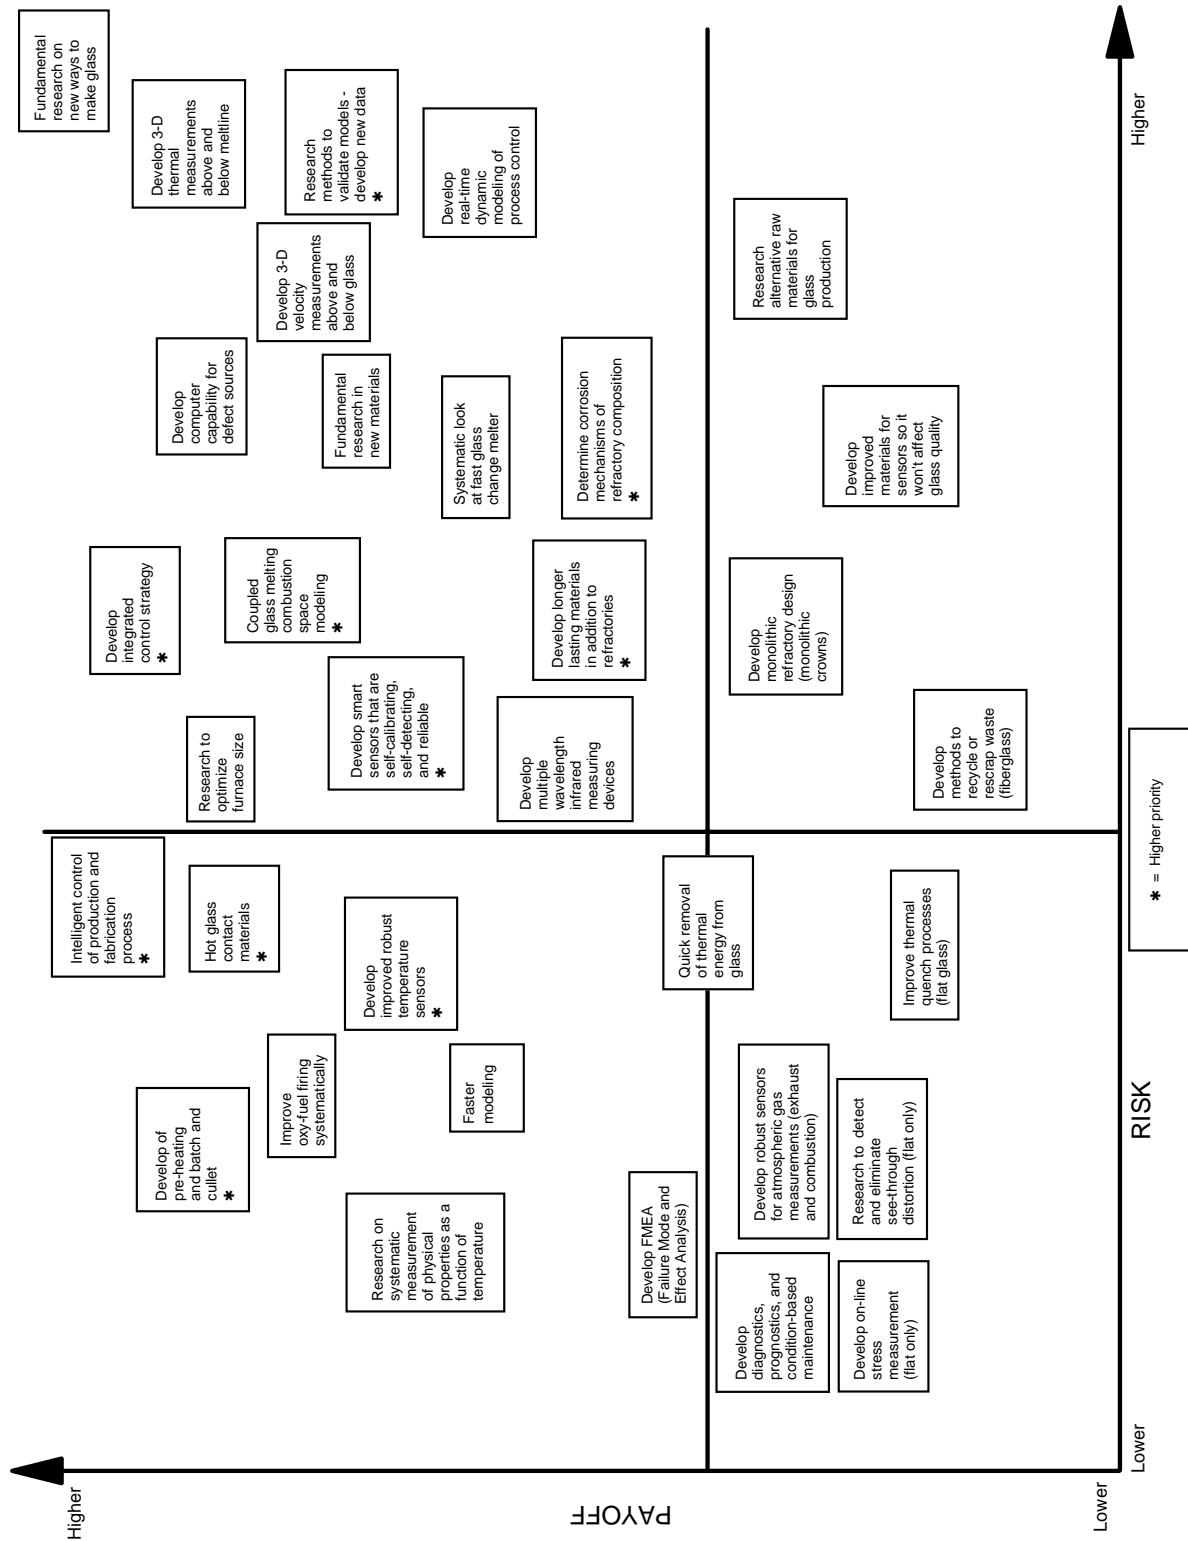 Higher
PAYOFF
Lower
Lower
RISK
Higher
Develop of
pre-heating
and batch and
cullet
*
Intelligent control
of production and
fabrication
process
*
Hot glass
contact
materials
*
Improve
oxy-fuel firing
systematically
Research on
systematic
measurement
of physical
properties as a
function of
temperature
Develop
improved robust
temperature
sensors
*
Faster
modeling
Develop FMEA
(Failure Mode and
Effect Analysis)
Quick removal
of thermal
energy from
glass
Develop
diagnostics,
prognostics, and
condition-based
maintenance
Develop robust sensors
for atmospheric gas
measurements (exhaust
and combustion)
Develop on-line
stress
measurement
(flat only)
Research to detect
and eliminate
see-through
distortion (flat only)
Improve thermal
quench processes
(flat glass)
Fundamental
research on
new ways to
make glass
Develop
integrated
control strategy
*
Develop 3-D
thermal
measurements
above and
below meltline
Develop
computer
capability for
defect sources
Research to
optimize
furnace size
Coupled
glass melting
combustion
space
modeling
*
Develop 3-D
velocity
measurements
above and
below glass
Research
methods to
validate models -
develop new data
*
Fundamental
research in
new materials
Develop smart
sensors that are
self-calibrating,
self-detecting,
and reliable
*
Develop
real-time
dynamic
modeling of
process control
Systematic look
at fast glass
change melter
Develop
multiple
wavelength
infrared
measuring
devices
Develop longer
lasting materials
in addition to
refractories
*
Determine corrosion
mechanisms of
refractory composition
*
Develop
monolithic
refractory design
(monolithic
crowns)
Research
alternative raw
materials for
glass
production
Develop
improved
materials for
sensors so it
won't affect
glass quality
Develop
methods to
recycle or
rescrap waste
(fiberglass)
* = Higher priority